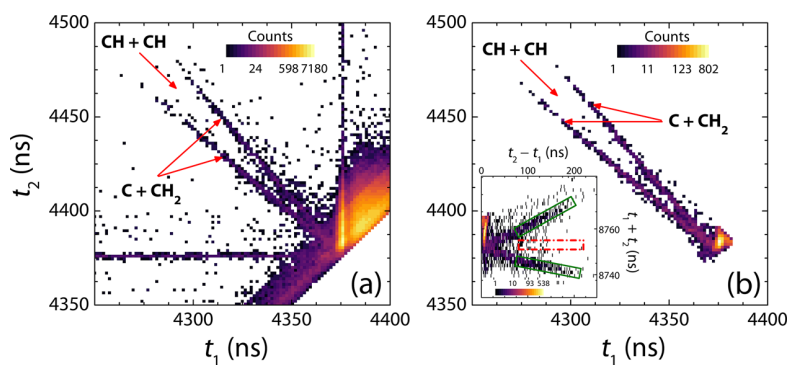 4500
4450
4400
4350
t₂ (ns)
CH + CH
Counts
1 24 598 7180
C + CH₂
(a)
4300 4350 4400
t₁ (ns)
4500
4450
4400
4350
CH + CH
Counts
1 11 123 802
C + CH₂
t₂ − t₁ (ns)
0 100 200
8760
8740
t₁ + t₂ (ns)
1 10 93 538
(b)
4300 4350 4400
t₁ (ns)